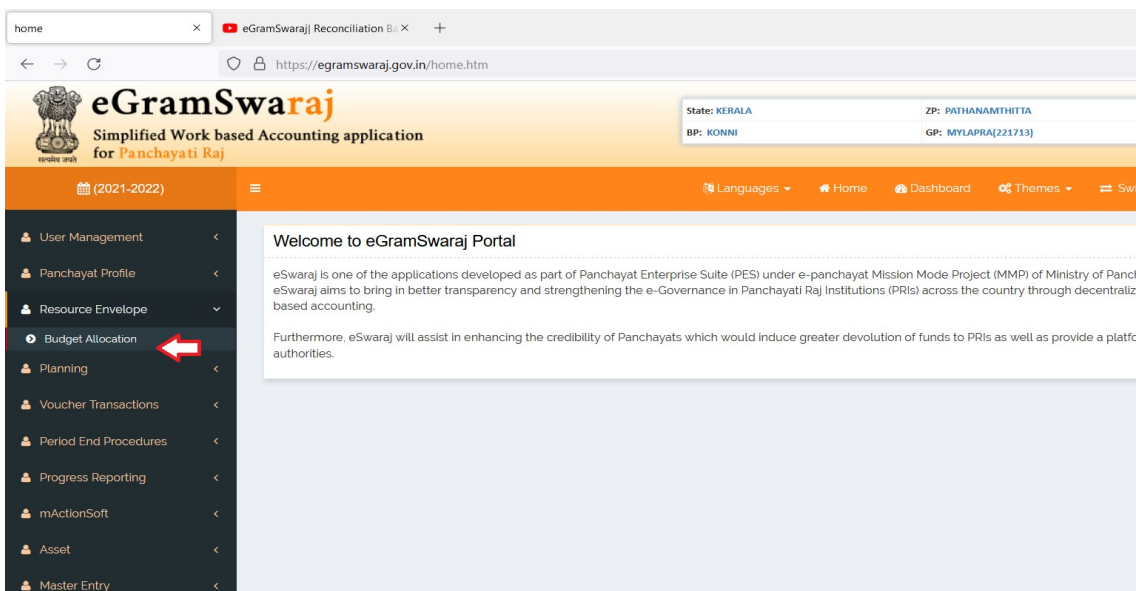 home
eGramSwaraj| Reconciliation Ba
https://egramswaraj.gov.in/home.htm
सत्यमेव जयते
eGramSwaraj
Simplified Work based Accounting application
for Panchayati Raj
State: KERALA ZP: PATHANAMTHITTA
BP: KONNI GP: MYLAPRA(221713)
(2021-2022) Languages Home Dashboard Themes Swi
User Management
Panchayat Profile
Resource Envelope
Budget Allocation
Planning
Voucher Transactions
Period End Procedures
Progress Reporting
mActionSoft
Asset
Master Entry
Welcome to eGramSwaraj Portal
eSwaraj is one of the applications developed as part of Panchayat Enterprise Suite (PES) under e-panchayat Mission Mode Project (MMP) of Ministry of Panch
eSwaraj aims to bring in better transparency and strengthening the e-Governance in Panchayati Raj Institutions (PRIs) across the country through decentraliz
based accounting.
Furthermore, eSwaraj will assist in enhancing the credibility of Panchayats which would induce greater devolution of funds to PRIs as well as provide a platfo
authorities.